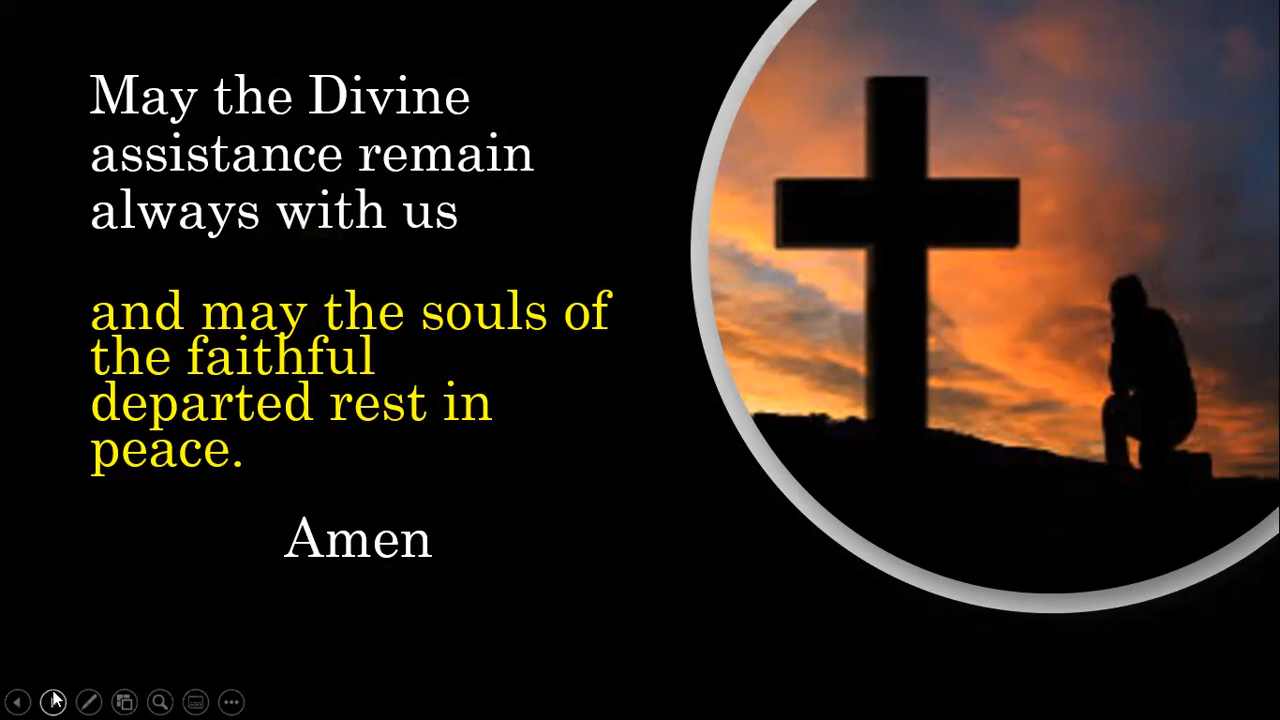 May the Divine
assistance remain
always with us
and may the souls of
the faithful
departed rest in
peace.
Amen